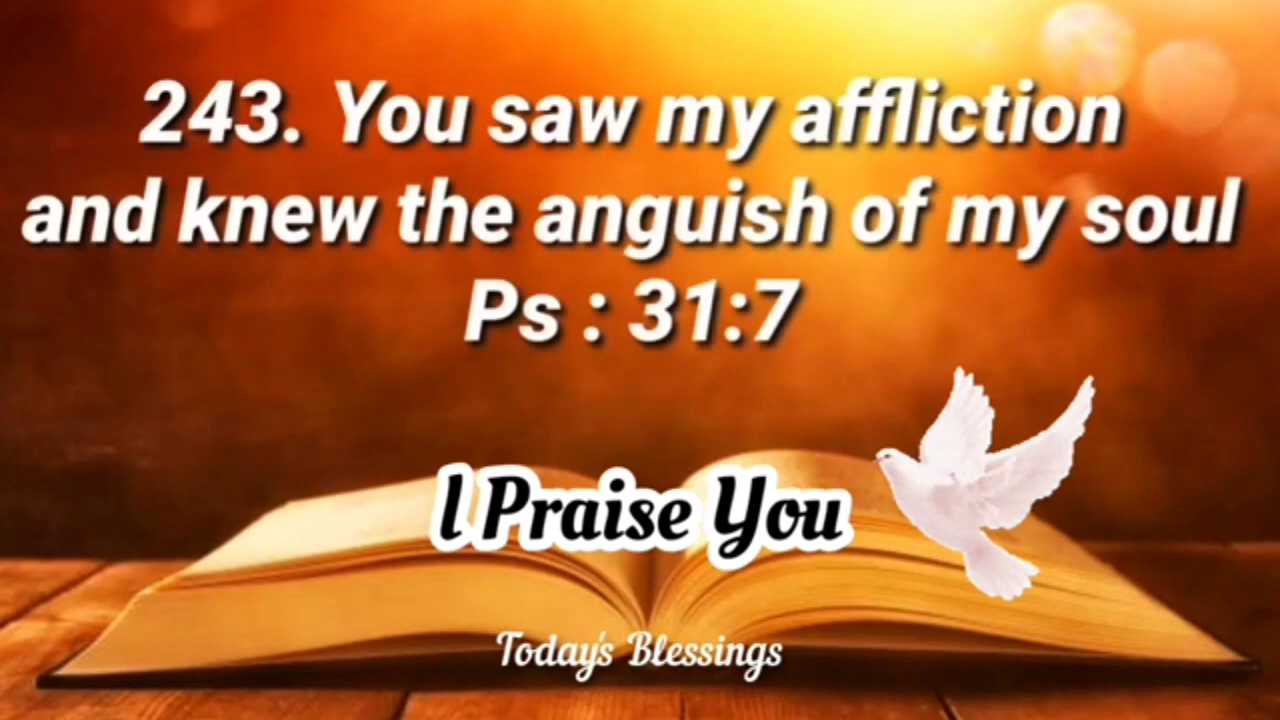 243. You saw my affliction
and knew the anguish of my soul
Ps : 31:7
I Praise You
Today's Blessings